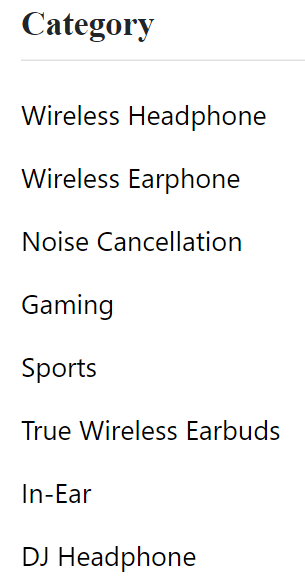 Category
Wireless Headphone
Wireless Earphone
Noise Cancellation
Gaming
Sports
True Wireless Earbuds
In-Ear
DJ Headphone